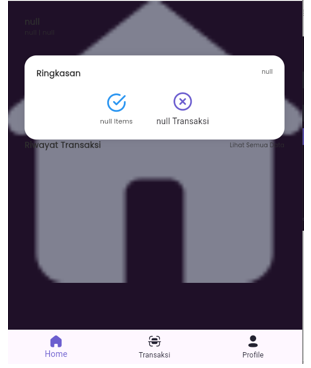 null
null | null
Ringkasan
null
null Items
null Transaksi
Riwayat Transaksi
Lihat Semua Data
Home
Transaksi
Profile